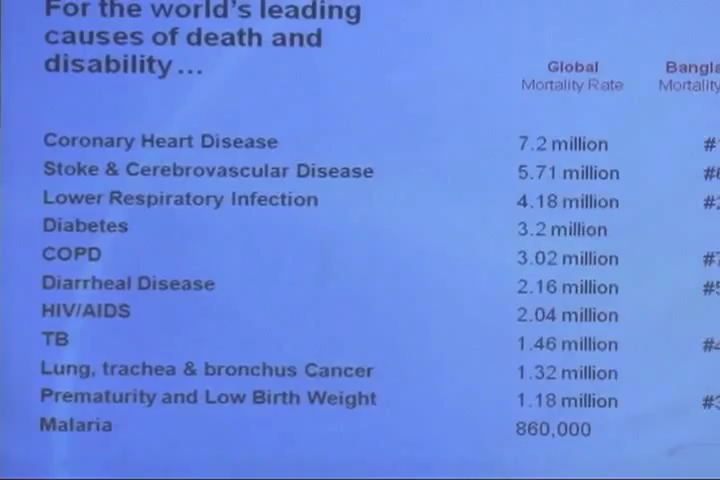 For the world's leading
causes of death and
disability...
Global
Mortality Rate
Mortality
Coronary Heart Disease 7.2 million #
Stoke & Cerebrovascular Disease 5.71 million #
Lower Respiratory Infection 4.18 million #
Diabetes 3.2 million
COPD 3.02 million #
Diarrheal Disease 2.16 million #
HIV/AIDS 2.04 million
TB 1.46 million #
Lung, trachea & bronchus Cancer 1.32 million
Prematurity and Low Birth Weight 1.18 million #
Malaria 860,000